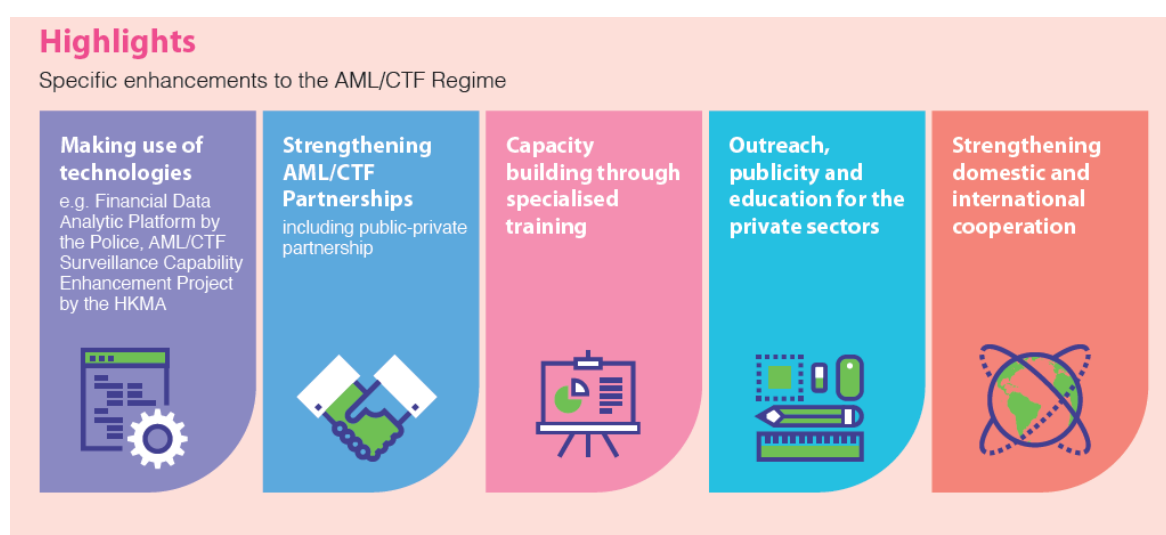 Highlights
Specific enhancements to the AML/CTF Regime
Making use of
technologies
e.g. Financial Data
Analytic Platform by
the Police, AML/CTF
Surveillance Capability
Enhancement Project
by the HKMA
Strengthening
AML/CTF
Partnerships
including public-private
partnership
Capacity
building through
specialised
training
Outreach,
publicity and
education for the
private sectors
Strengthening
domestic and
international
cooperation